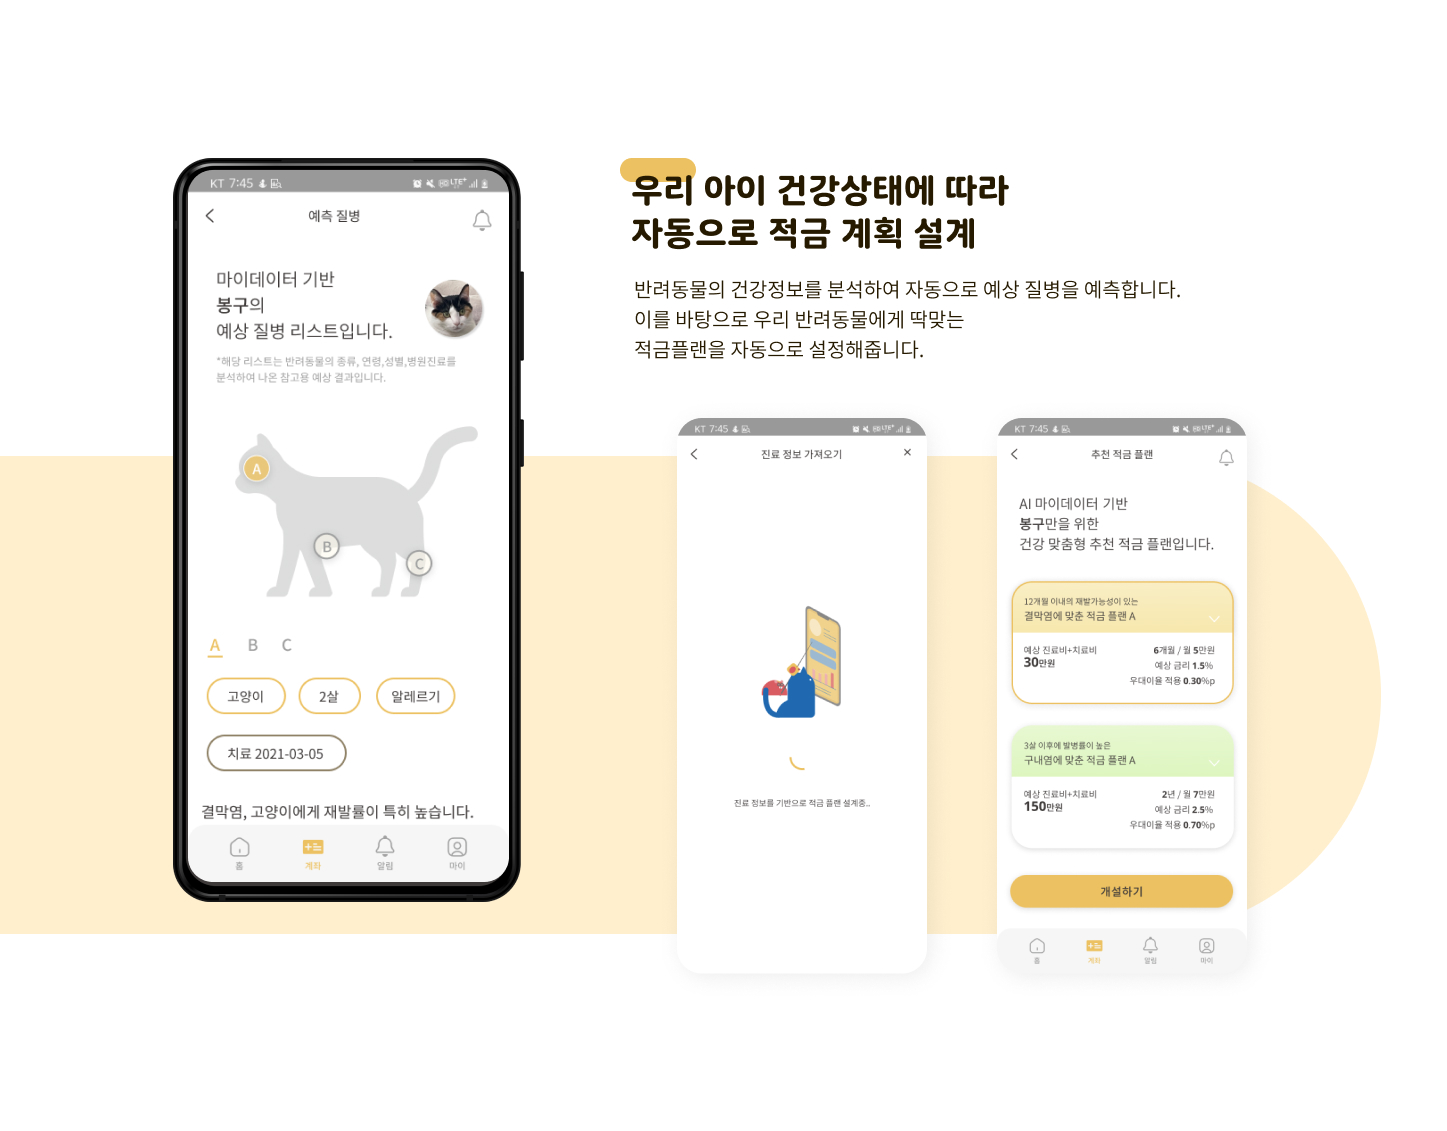 우리 아이 건강상태에 따라
자동으로 적금 계획 설계
반려동물의 건강정보를 분석하여 자동으로 예상 질병을 예측합니다.
이를 바탕으로 우리 반려동물에게 딱맞는
적금플랜을 자동으로 설정해줍니다.
KT 7:45
LTE+
예측 질병
마이데이터 기반
봉구의
예상 질병 리스트입니다.
*해당 리스트는 반려동물의 종류, 연령,성별,병원진료를
분석하여 나온 참고용 예상 결과입니다.
A
B
C
A B C
고양이 2살 알레르기
치료 2021-03-05
결막염, 고양이에게 재발률이 특히 높습니다.
홈 계좌 알림 마이
KT 7:45
LTE+
진료 정보 가져오기
진료 정보를 기반으로 적금 플랜 설계중..
KT 7:45
LTE+
추천 적금 플랜
AI 마이데이터 기반
봉구만을 위한
건강 맞춤형 추천 적금 플랜입니다.
12개월 이내의 재발가능성이 있는
결막염에 맞춘 적금 플랜 A
예상 진료비+치료비 6개월 / 월 5만원
30만원 예상 금리 1.5%
우대이율 적용 0.30%p
3살 이후에 발병률이 높은
구내염에 맞춘 적금 플랜 A
예상 진료비+치료비 2년 / 월 7만원
150만원 예상 금리 2.5%
우대이율 적용 0.70%p
개설하기
홈 계좌 알림 마이